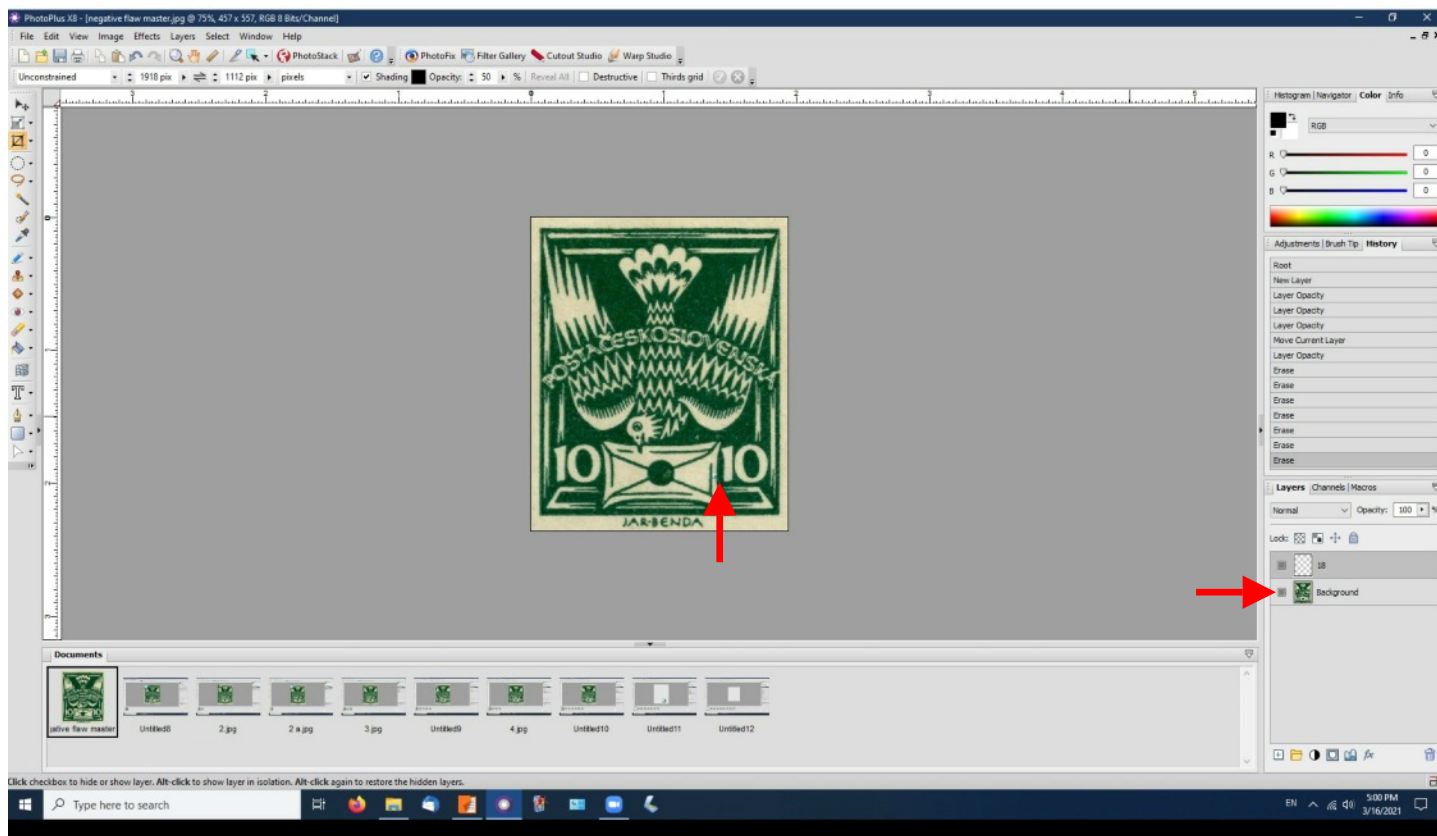 PhotoPlus X8 - [negative flaw master.jpg @ 75%, 457 x 557, RGB 8 Bits/Channel]
File Edit View Image Effects Layers Select Window Help
PhotoStack PhotoFix Filter Gallery Cutout Studio Warp Studio
Unconstrained 1918 pix 1112 pix pixels Shading Opacity: 50 % Reveal All Destructive Thirds grid
Histogram Navigator Color Info
RGB
R 0
G 0
B 0
Adjustments Brush Tip History
Root
New Layer
Layer Opacity
Layer Opacity
Layer Opacity
Move Current Layer
Layer Opacity
Erase
Erase
Erase
Erase
Erase
Erase
Erase
POSTA ČESKOSLOVENSKÁ
10 10
JAR·BENDA
Layers Channels Macros
Normal Opacity: 100 %
Lock:
18
Background
Documents
ative flaw master Untitled8 2.jpg 2 a.jpg 3.jpg Untitled9 4.jpg Untitled10 Untitled11 Untitled12
Click checkbox to hide or show layer. Alt-click to show layer in isolation. Alt-click again to restore the hidden layers.
Type here to search
EN 5:00 PM
3/16/2021